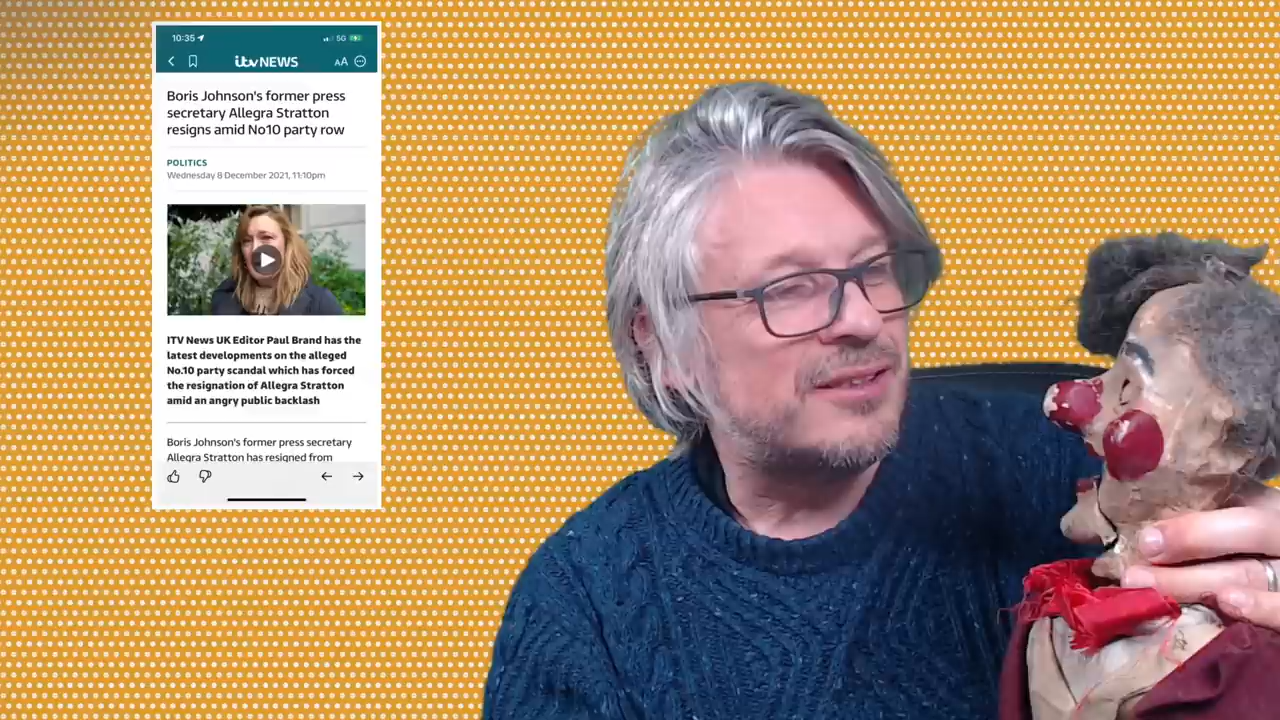 10:35
5G
itv NEWS
AA
Boris Johnson's former press
secretary Allegra Stratton
resigns amid No10 party row
POLITICS
Wednesday 8 December 2021, 11:10pm
ITV News UK Editor Paul Brand has the
latest developments on the alleged
No.10 party scandal which has forced
the resignation of Allegra Stratton
amid an angry public backlash
Boris Johnson's former press secretary
Allegra Stratton has resigned from